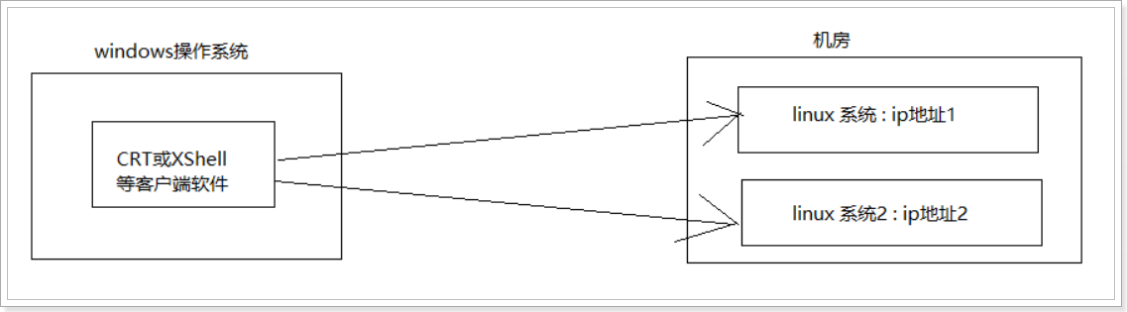 windows操作系统
机房
CRT或XShell
等客户端软件
linux 系统 : ip地址1
linux 系统2 : ip地址2